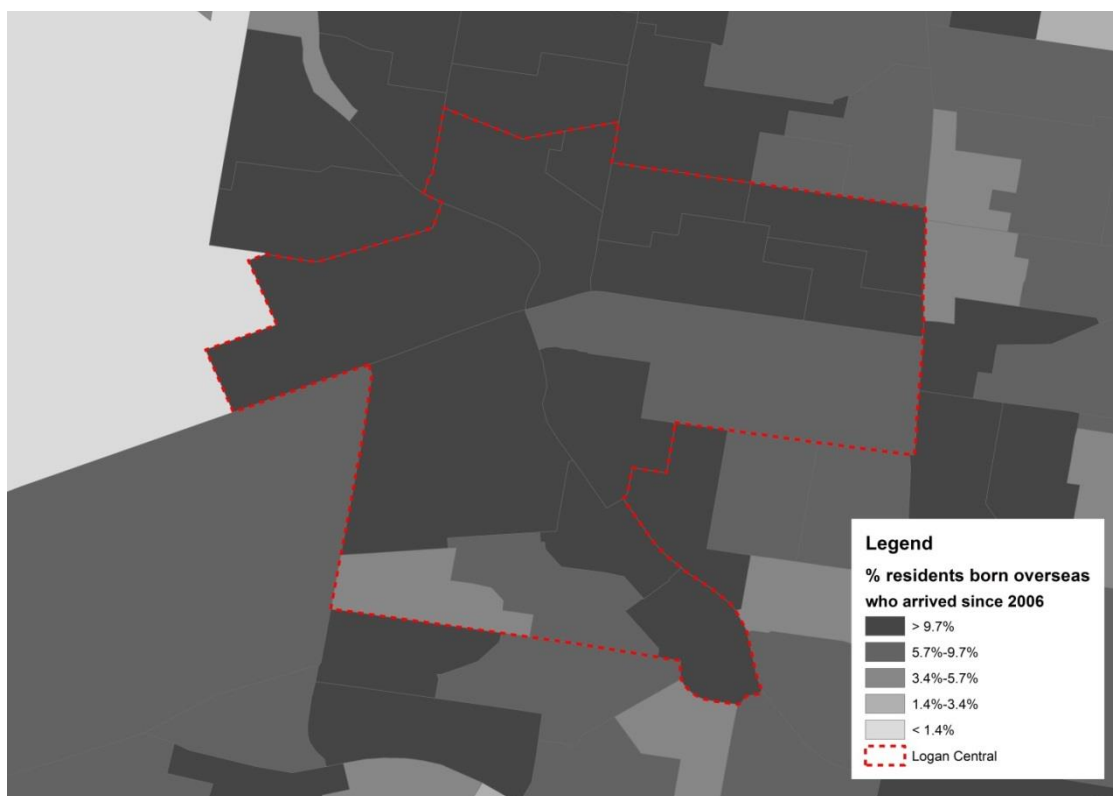 Legend
% residents born overseas
who arrived since 2006
> 9.7%
5.7%-9.7%
3.4%-5.7%
1.4%-3.4%
< 1.4%
Logan Central